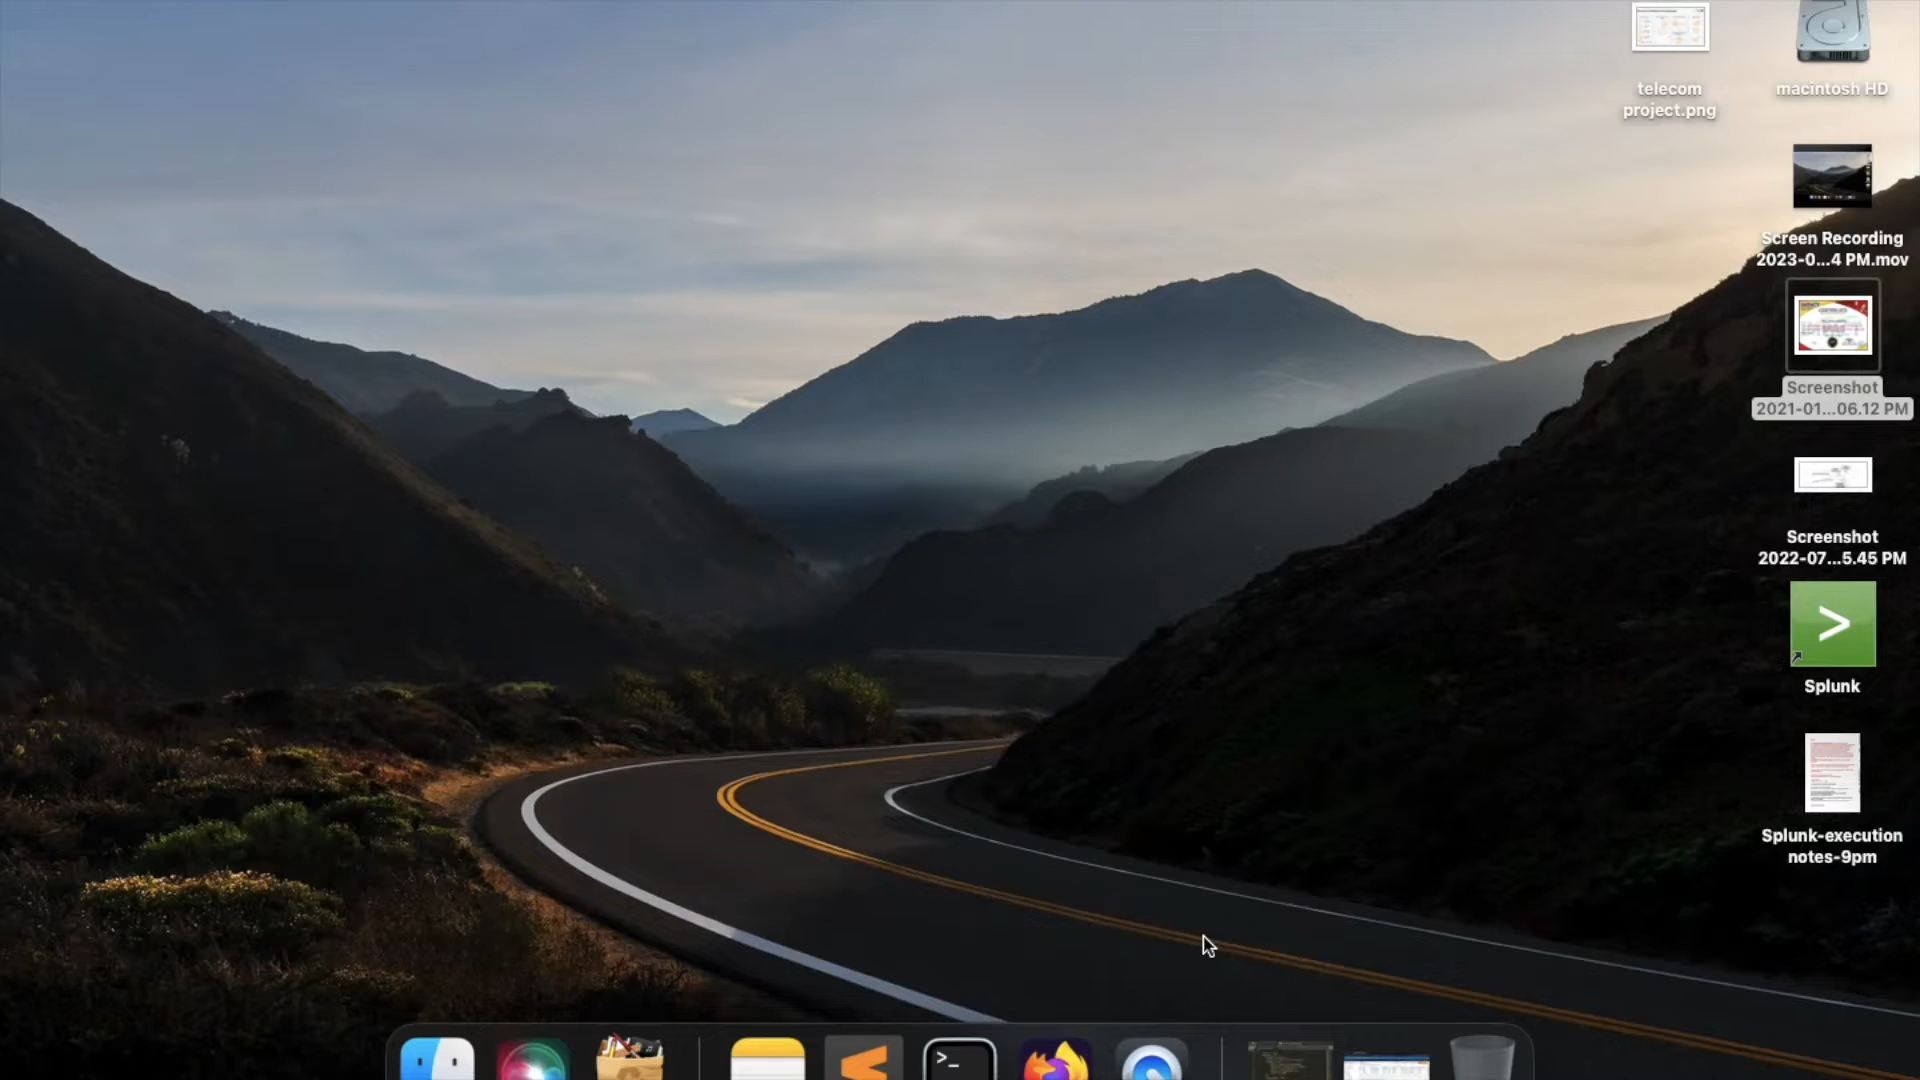 telecom
project.png
macintosh HD
Screen Recording
2023-0...4 PM.mov
Screenshot
2021-01...06.12 PM
Screenshot
2022-07...5.45 PM
Splunk
Splunk-execution
notes-9pm